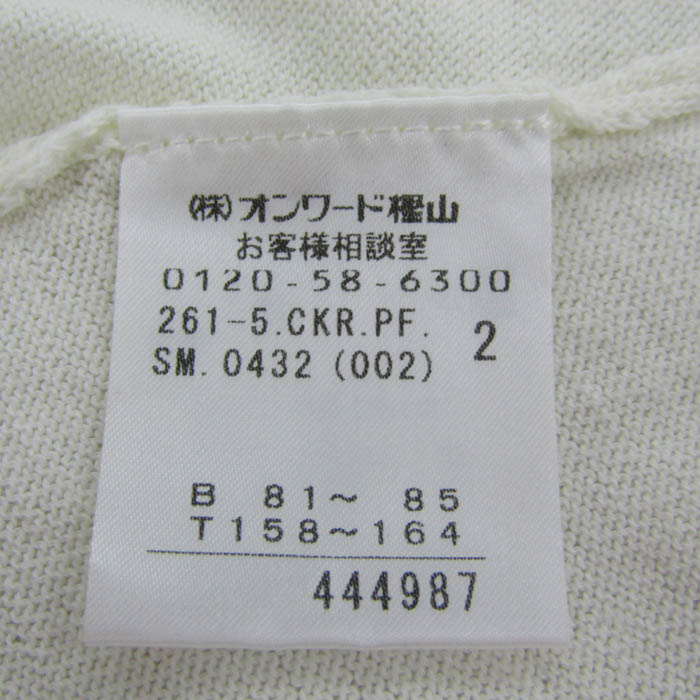 (株)オンワード樫山
お客様相談室
0120-58-6300
261-5.CKR.PF.
SM.0432 (002) 2
B 81～ 85
T158～164
444987